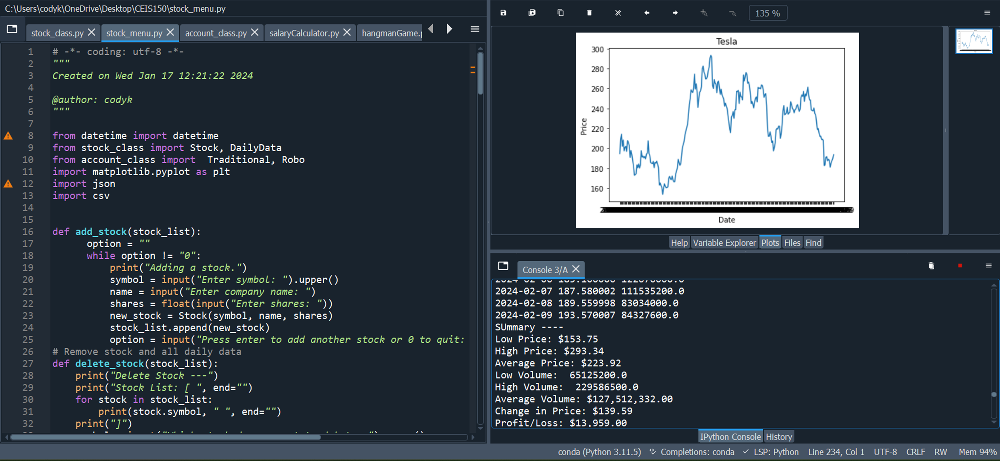 C:\Users\codyk\OneDrive\Desktop\CEIS150\stock_menu.py
stock_class.py
stock_menu.py
account_class.py
salaryCalculator.py
hangmanGame.p
1 # -*- coding: utf-8 -*-
2 """
3 Created on Wed Jan 17 12:21:22 2024
4
5 @author: codyk
6 """
7
8 from datetime import datetime
9 from stock_class import Stock, DailyData
10 from account_class import  Traditional, Robo
11 import matplotlib.pyplot as plt
12 import json
13 import csv
14
15
16 def add_stock(stock_list):
17 option = ""
18 while option != "0":
19 print("Adding a stock.")
20 symbol = input("Enter symbol: ").upper()
21 name = input("Enter company name: ")
22 shares = float(input("Enter shares: "))
23 new_stock = Stock(symbol, name, shares)
24 stock_list.append(new_stock)
25 option = input("Press enter to add another stock or 0 to quit:
26 # Remove stock and all daily data
27 def delete_stock(stock_list):
28 print("Delete Stock ---")
29 print("Stock List: [ ", end="")
30 for stock in stock_list:
31 print(stock.symbol, " ", end="")
32 print("]")
135 %
Tesla
300
280
260
240
220
200
180
160
Price
Date
Help
Variable Explorer
Plots
Files
Find
Console 3/A
2024-02-07 187.580002 111535200.0
2024-02-08 189.559998 83034000.0
2024-02-09 193.570007 84327600.0
SUmmary ----
Low Price: $153.75
High Price: $293.34
Average Price: $223.92
Low Volume:  65125200.0
High Volume:  229586500.0
Average Volume: $127,512,332.00
Change in Price: $139.59
Profit/Loss: $13,959.00
IPython Console
History
conda (Python 3.11.5)
Completions: conda
LSP: Python
Line 234, Col 1
UTF-8
CRLF
RW
Mem 94%